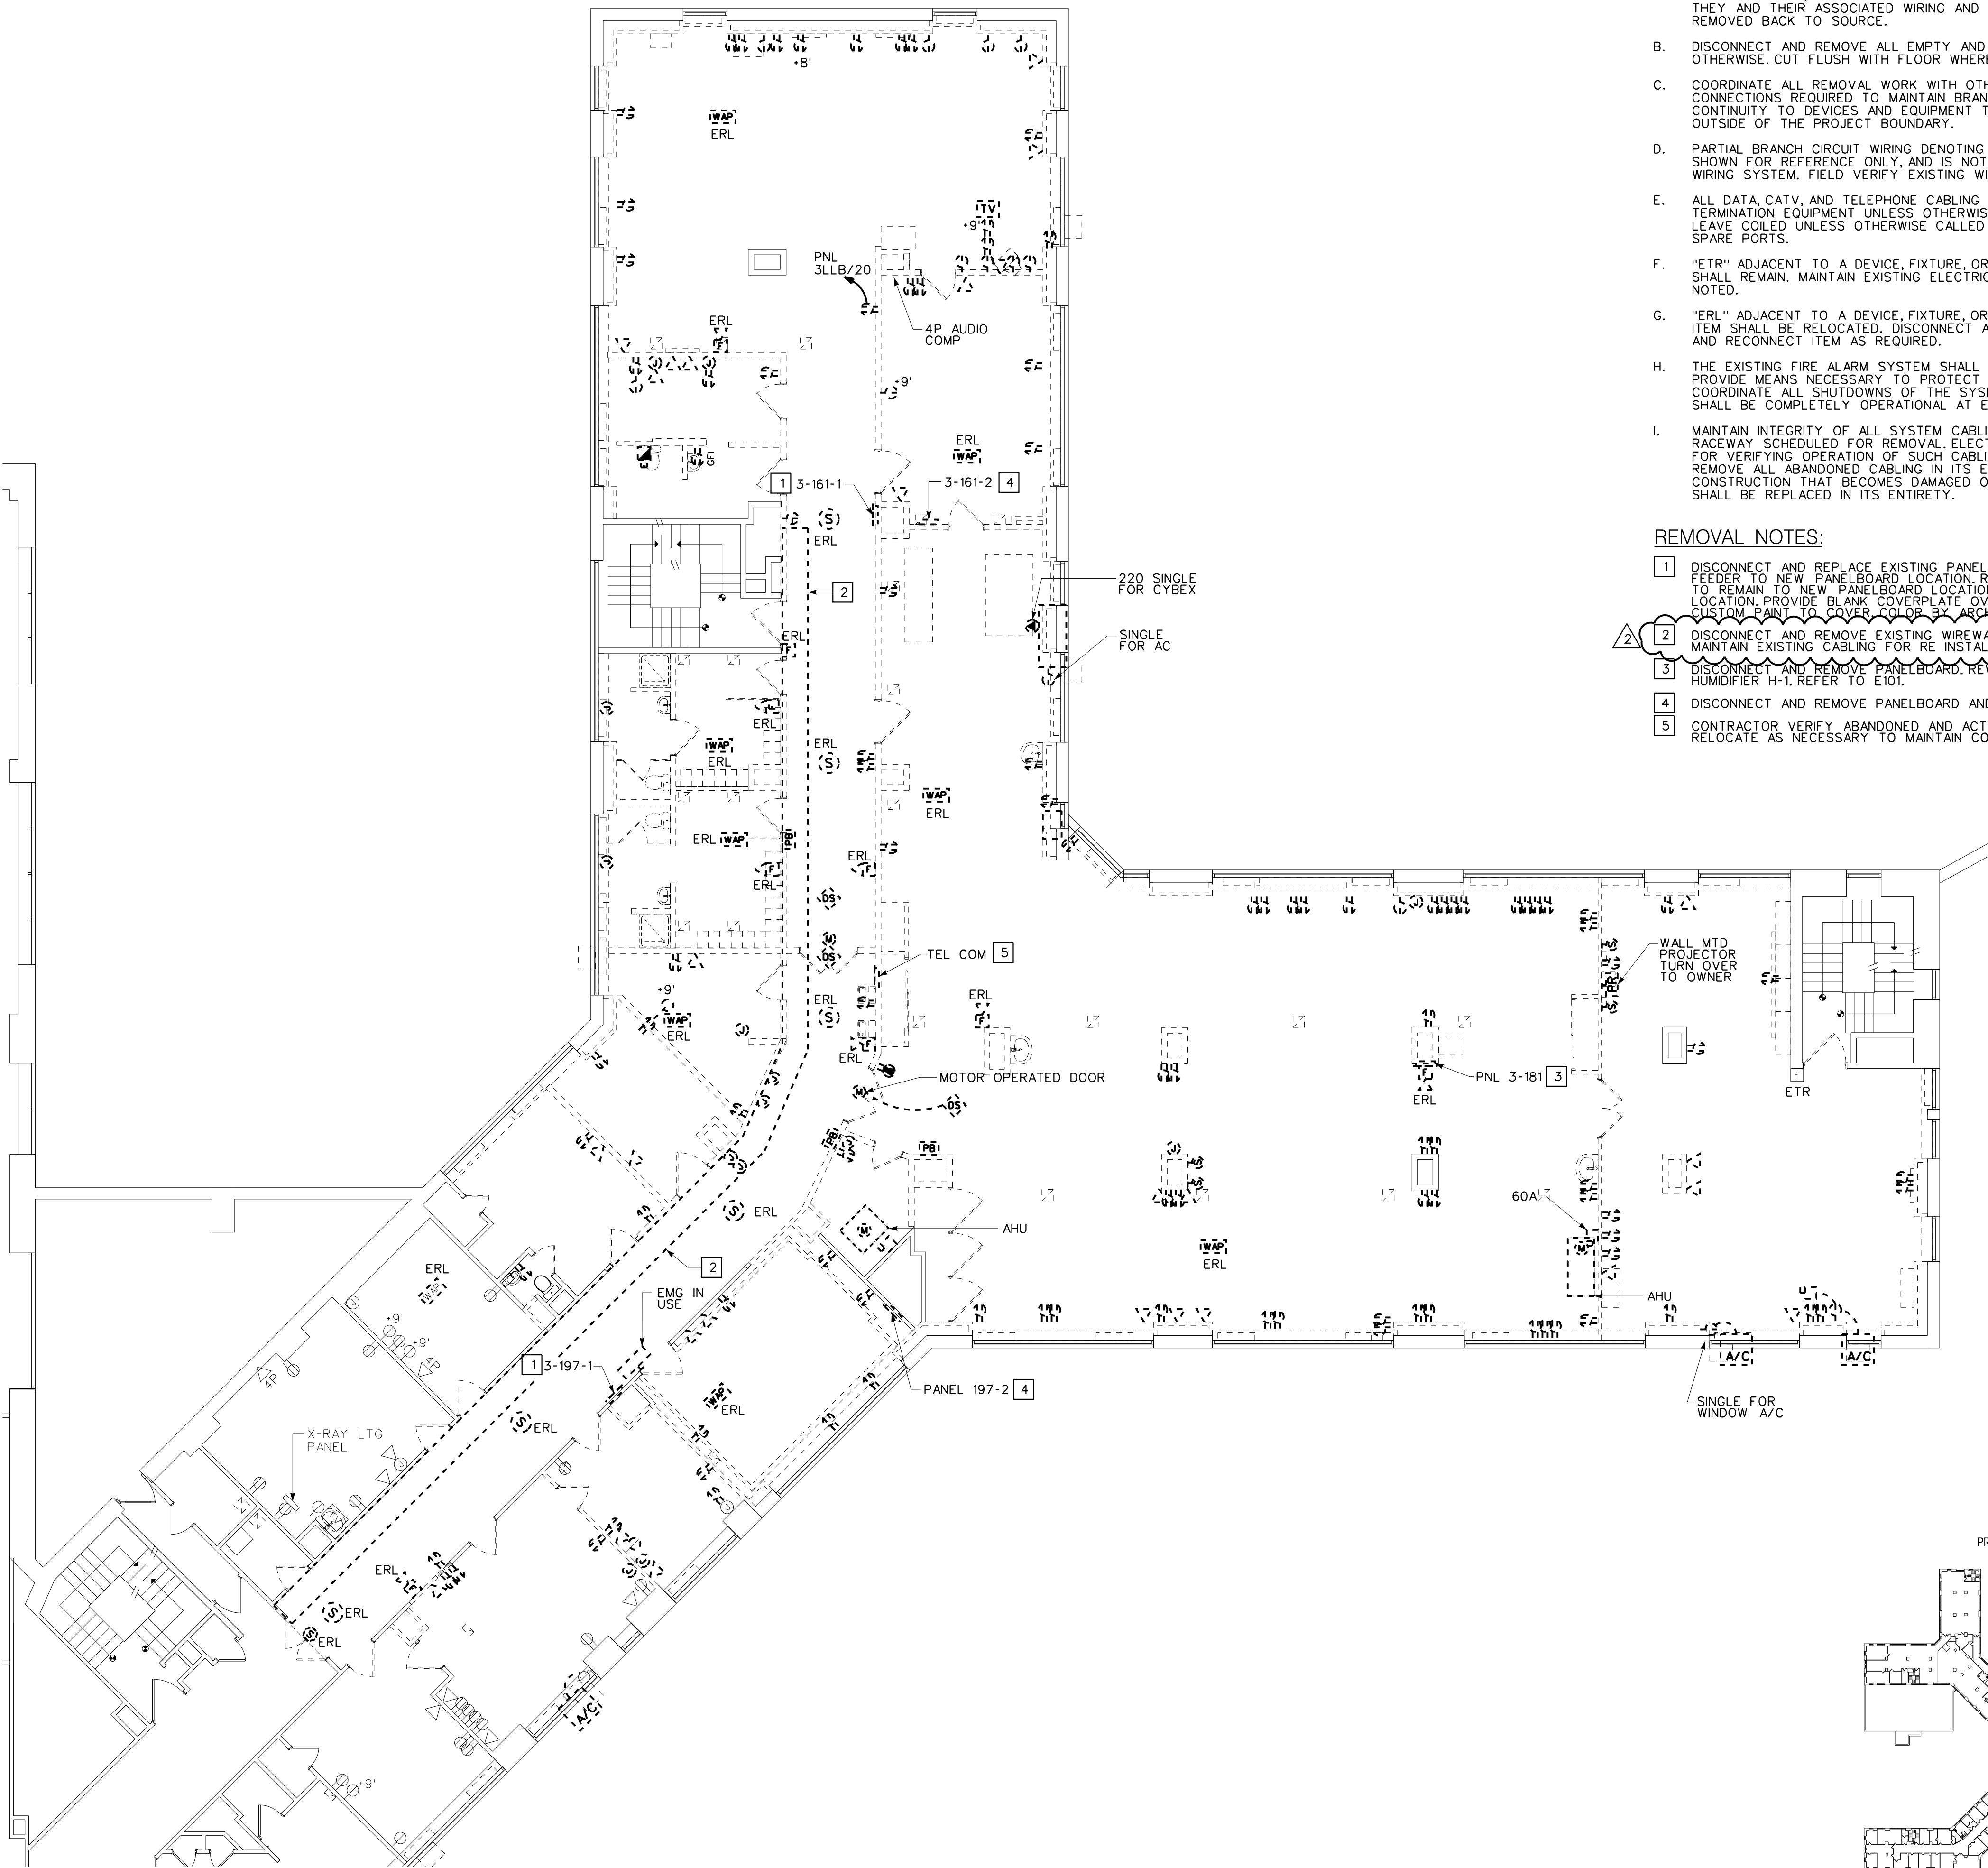 THEY AND THEIR ASSOCIATED WIRING AND
REMOVED BACK TO SOURCE.
B. DISCONNECT AND REMOVE ALL EMPTY AND
OTHERWISE. CUT FLUSH WITH FLOOR WHER
C. COORDINATE ALL REMOVAL WORK WITH OTH
CONNECTIONS REQUIRED TO MAINTAIN BRAN
CONTINUITY TO DEVICES AND EQUIPMENT T
OUTSIDE OF THE PROJECT BOUNDARY.
D. PARTIAL BRANCH CIRCUIT WIRING DENOTING
SHOWN FOR REFERENCE ONLY, AND IS NOT
WIRING SYSTEM. FIELD VERIFY EXISTING WI
E. ALL DATA, CATV, AND TELEPHONE CABLING
TERMINATION EQUIPMENT UNLESS OTHERWIS
LEAVE COILED UNLESS OTHERWISE CALLED
SPARE PORTS.
F. "ETR" ADJACENT TO A DEVICE, FIXTURE, OR
SHALL REMAIN. MAINTAIN EXISTING ELECTRIC
NOTED.
G. "ERL" ADJACENT TO A DEVICE, FIXTURE, OR
ITEM SHALL BE RELOCATED. DISCONNECT A
AND RECONNECT ITEM AS REQUIRED.
H. THE EXISTING FIRE ALARM SYSTEM SHALL
PROVIDE MEANS NECESSARY TO PROTECT
COORDINATE ALL SHUTDOWNS OF THE SYS
SHALL BE COMPLETELY OPERATIONAL AT E
I. MAINTAIN INTEGRITY OF ALL SYSTEM CABLI
RACEWAY SCHEDULED FOR REMOVAL. ELECT
FOR VERIFYING OPERATION OF SUCH CABLI
REMOVE ALL ABANDONED CABLING IN ITS E
CONSTRUCTION THAT BECOMES DAMAGED O
SHALL BE REPLACED IN ITS ENTIRETY.
REMOVAL NOTES:
1 DISCONNECT AND REPLACE EXISTING PANEL
FEEDER TO NEW PANELBOARD LOCATION. R
TO REMAIN TO NEW PANELBOARD LOCATIO
LOCATION. PROVIDE BLANK COVERPLATE OV
CUSTOM PAINT TO COVER, COLOR BY ARCH
2
2 DISCONNECT AND REMOVE EXISTING WIREWA
MAINTAIN EXISTING CABLING FOR RE INSTAL
3 DISCONNECT AND REMOVE PANELBOARD. REW
HUMIDIFIER H-1. REFER TO E101.
4 DISCONNECT AND REMOVE PANELBOARD AND
5 CONTRACTOR VERIFY ABANDONED AND ACT
RELOCATE AS NECESSARY TO MAINTAIN CO
+8'
WAP
ERL
TV
+9'
PNL
3LLB/20
4P AUDIO
COMP
ERL
F
+9'
ERL
WAP
GFI
1 3-161-1
3-161-2 4
S
ERL
2
220 SINGLE
FOR CYBEX
SINGLE
FOR AC
ERL
F
F
ERL
J
WAP
ERL
ERL
S
WAP
ERL
ERL WAP
PB
J
F
ERL
ERL
F
DS
M
DS
TEL COM 5
+9'
WAP
ERL
J
ERL
S
ERL
F
F
ERL
MOTOR OPERATED DOOR
M
DS
PB
PB
J
J
J
J
S
ERL
M
AHU
2
EMG IN
USE
1 3-197-1
PANEL 197-2 4
WAP
ERL
WALL MTD
PROJECTOR
TURN OVER
TO OWNER
PRJ
S
S
F
PNL 3-181 3
ERL
F
ETR
J
S
S
60A
M
AHU
WAP
ERL
A/C
A/C
SINGLE FOR
WINDOW A/C
ERL
WAP
J
+9'
+9'
4P
4P
X-RAY LTG
PANEL
J
S
ERL
J
ERL
F
S
ERL
S
ERL
A/C
+9'